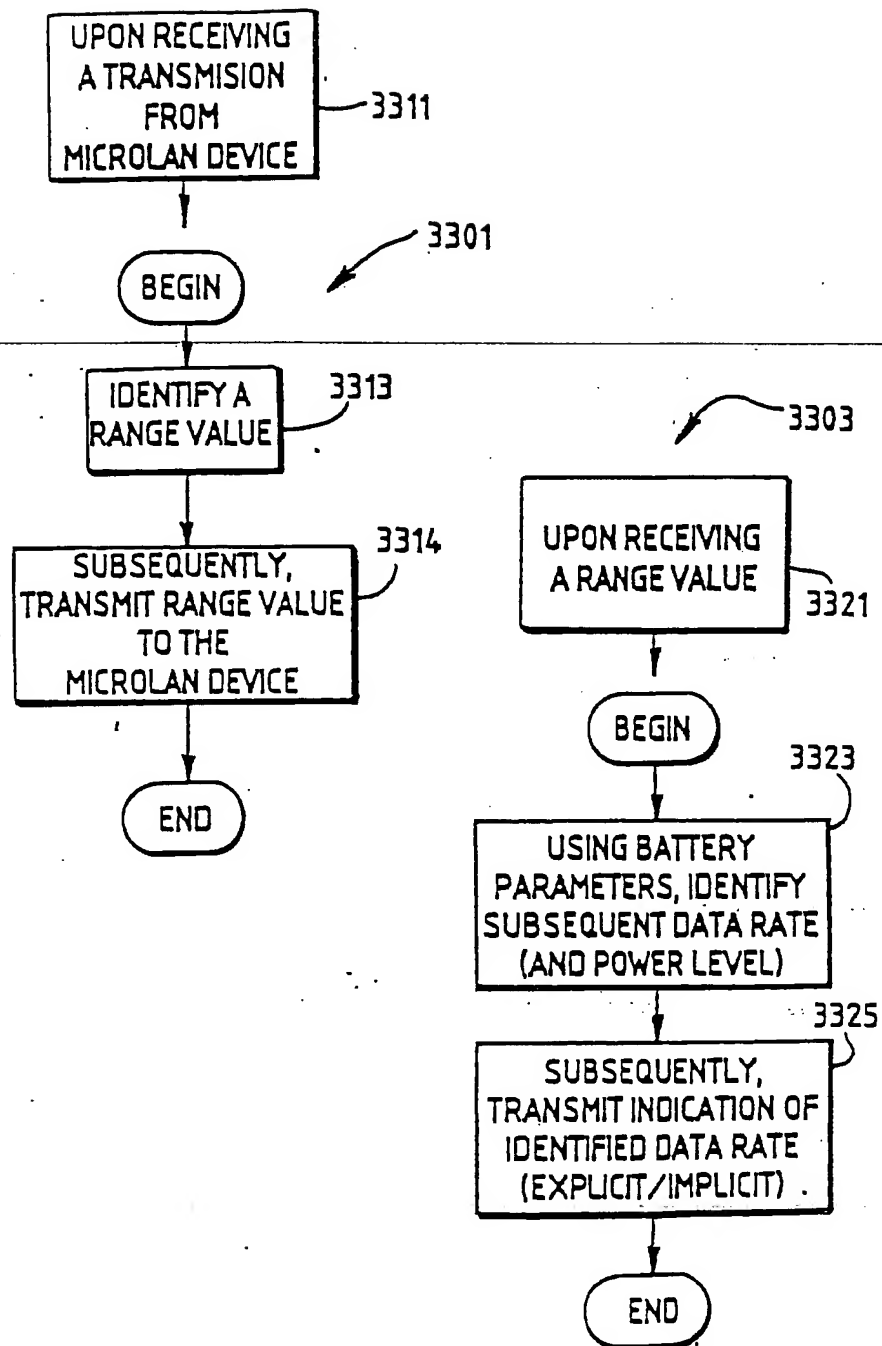 UPON RECEIVING
A TRANSMISION
FROM
MICROLAN DEVICE
3311
3301
BEGIN
IDENTIFY A
RANGE VALUE
3313
SUBSEQUENTLY,
TRANSMIT RANGE VALUE
TO THE
MICROLAN DEVICE
3314
END
3303
UPON RECEIVING
A RANGE VALUE
3321
BEGIN
3323
USING BATTERY
PARAMETERS, IDENTIFY
SUBSEQUENT DATA RATE
(AND POWER LEVEL)
3325
SUBSEQUENTLY,
TRANSMIT INDICATION OF
IDENTIFIED DATA RATE
(EXPLICIT/IMPLICIT)
END